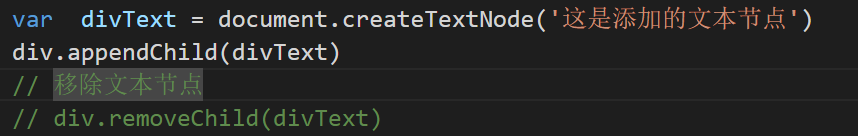 var  divText = document.createTextNode('这是添加的文本节点')
div.appendChild(divText)
// 移除文本节点
// div.removeChild(divText)